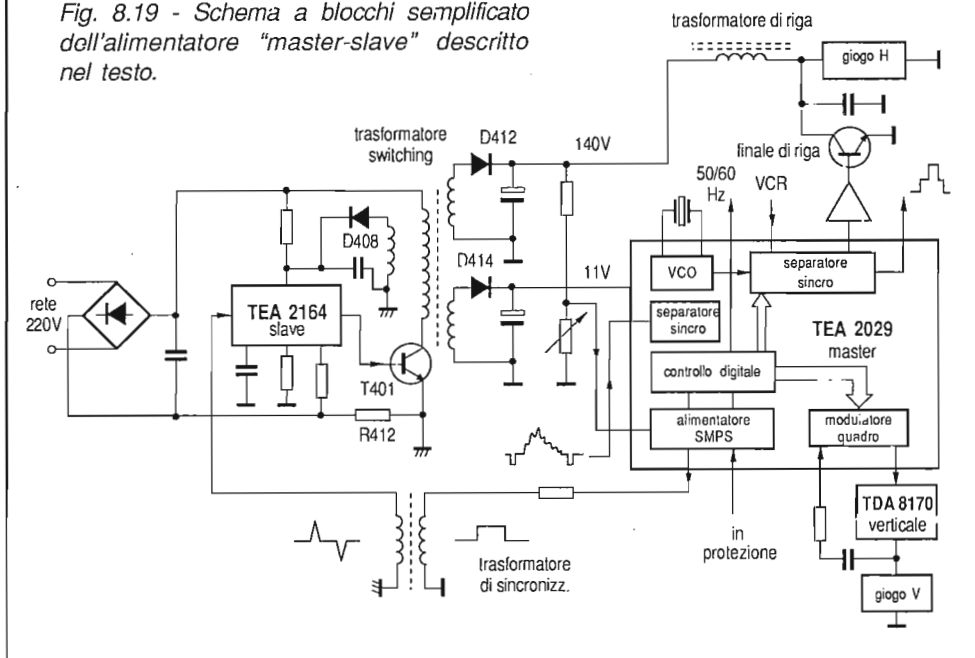 Fig. 8.19 - Schema a blocchi semplificato
dell'alimentatore "master-slave" descritto
nel testo.
trasformatore di riga
giogo H
trasformatore
switching
D412
140V
finale di riga
50/60
Hz
VCR
D408
D414
11V
VCO
separatore
sincro
rete
220V
TEA 2164
slave
separatore
sincro
TEA 2029
master
controllo digitale
T401
R412
alimentatore
SMPS
modulatore
quadro
TDA 8170
verticale
in
protezione
trasformatore
di sincronizz.
giogo V